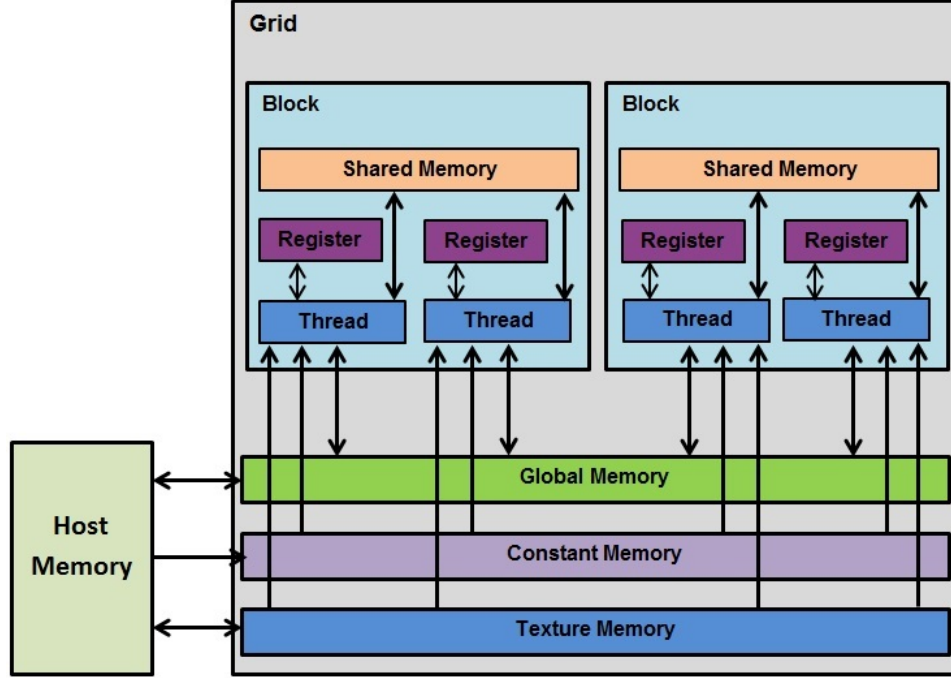 Grid
Block
Block
Shared Memory
Shared Memory
Register
Register
Register
Register
Thread
Thread
Thread
Thread
Host
Memory
Global Memory
Constant Memory
Texture Memory